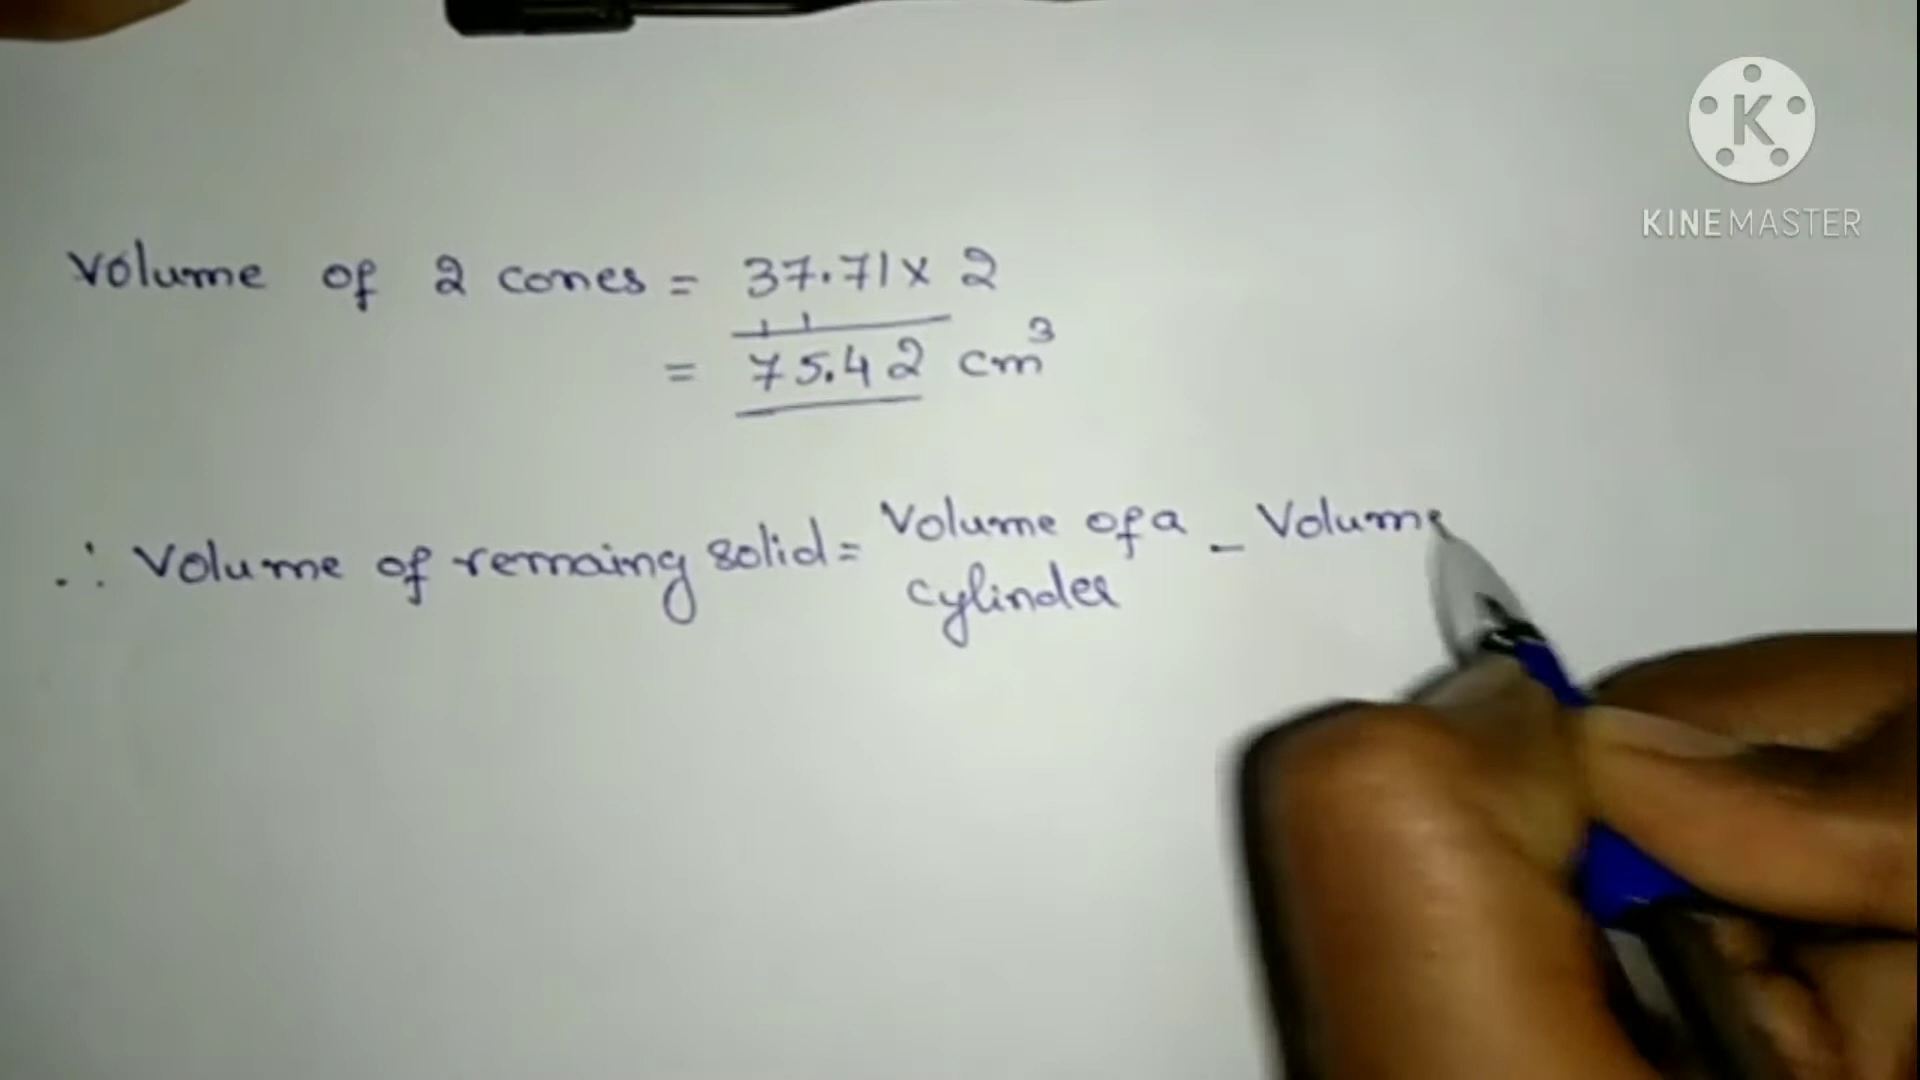 K
KINEMASTER
Volume of 2 cones = 37.71 x 2
= 75.42 cm³
∴ Volume of remaing solid = Volume of a cylinder - Volume